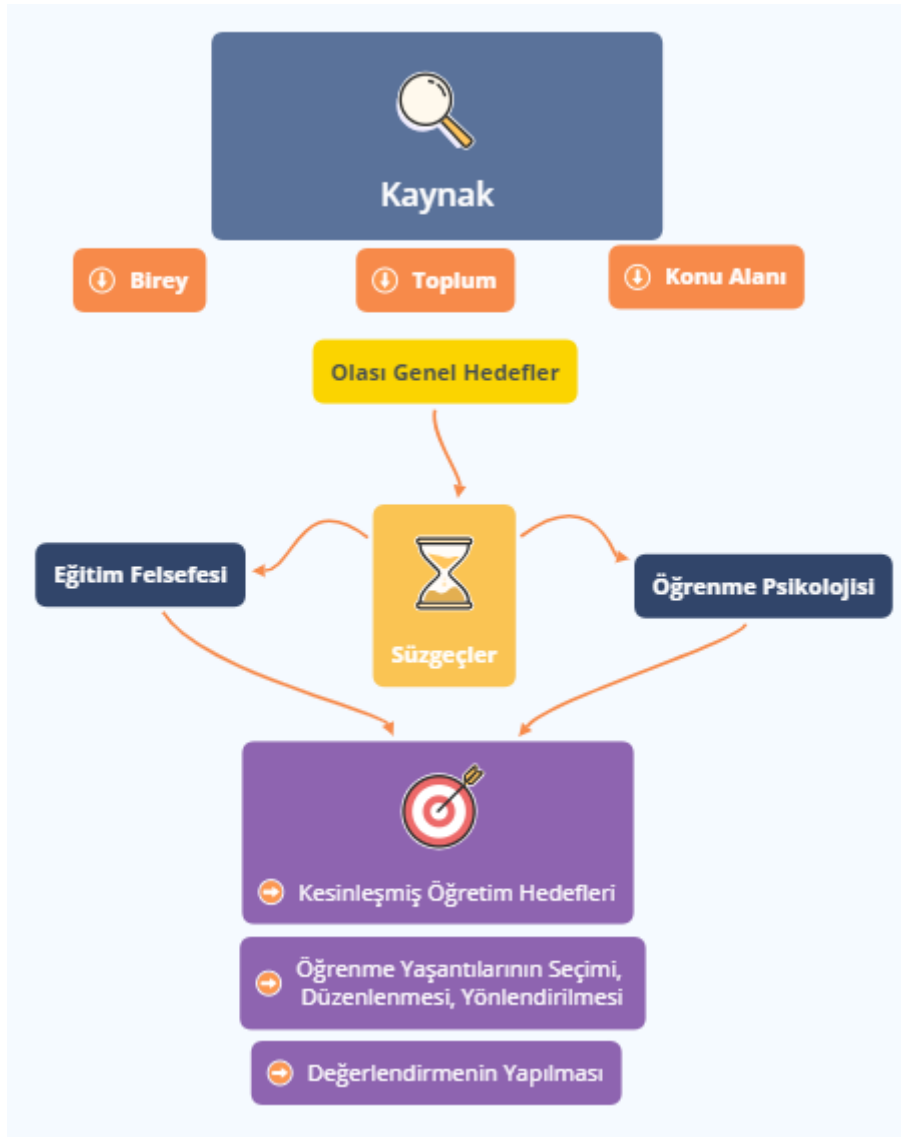 Kaynak
Birey
Toplum
Konu Alanı
Olası Genel Hedefler
Eğitim Felsefesi
Süzgeçler
Öğrenme Psikolojisi
Kesinleşmiş Öğretim Hedefleri
Öğrenme Yaşantılarının Seçimi,
Düzenlenmesi, Yönlendirilmesi
Değerlendirmenin Yapılması